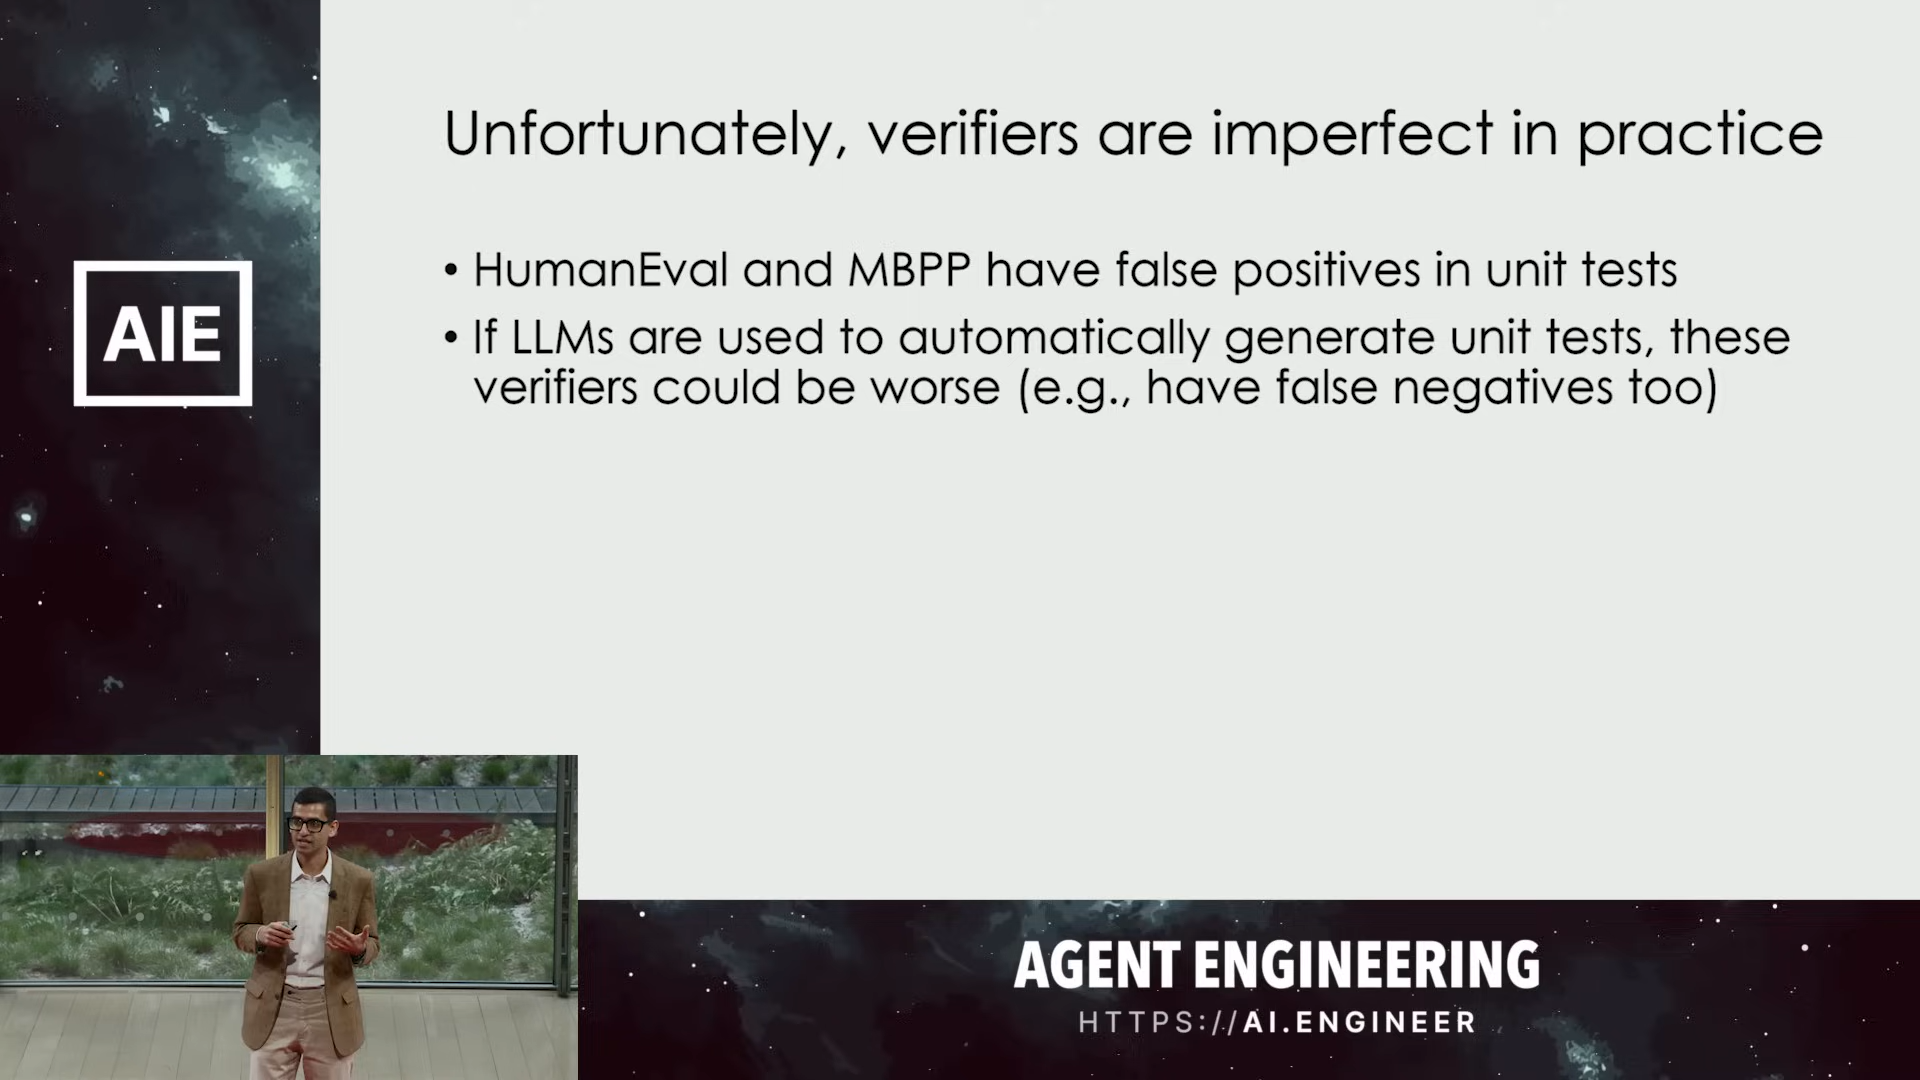 Unfortunately, verifiers are imperfect in practice
• HumanEval and MBPP have false positives in unit tests
• If LLMs are used to automatically generate unit tests, these
verifiers could be worse (e.g., have false negatives too)
AIE
AGENT ENGINEERING
HTTPS://AI.ENGINEER